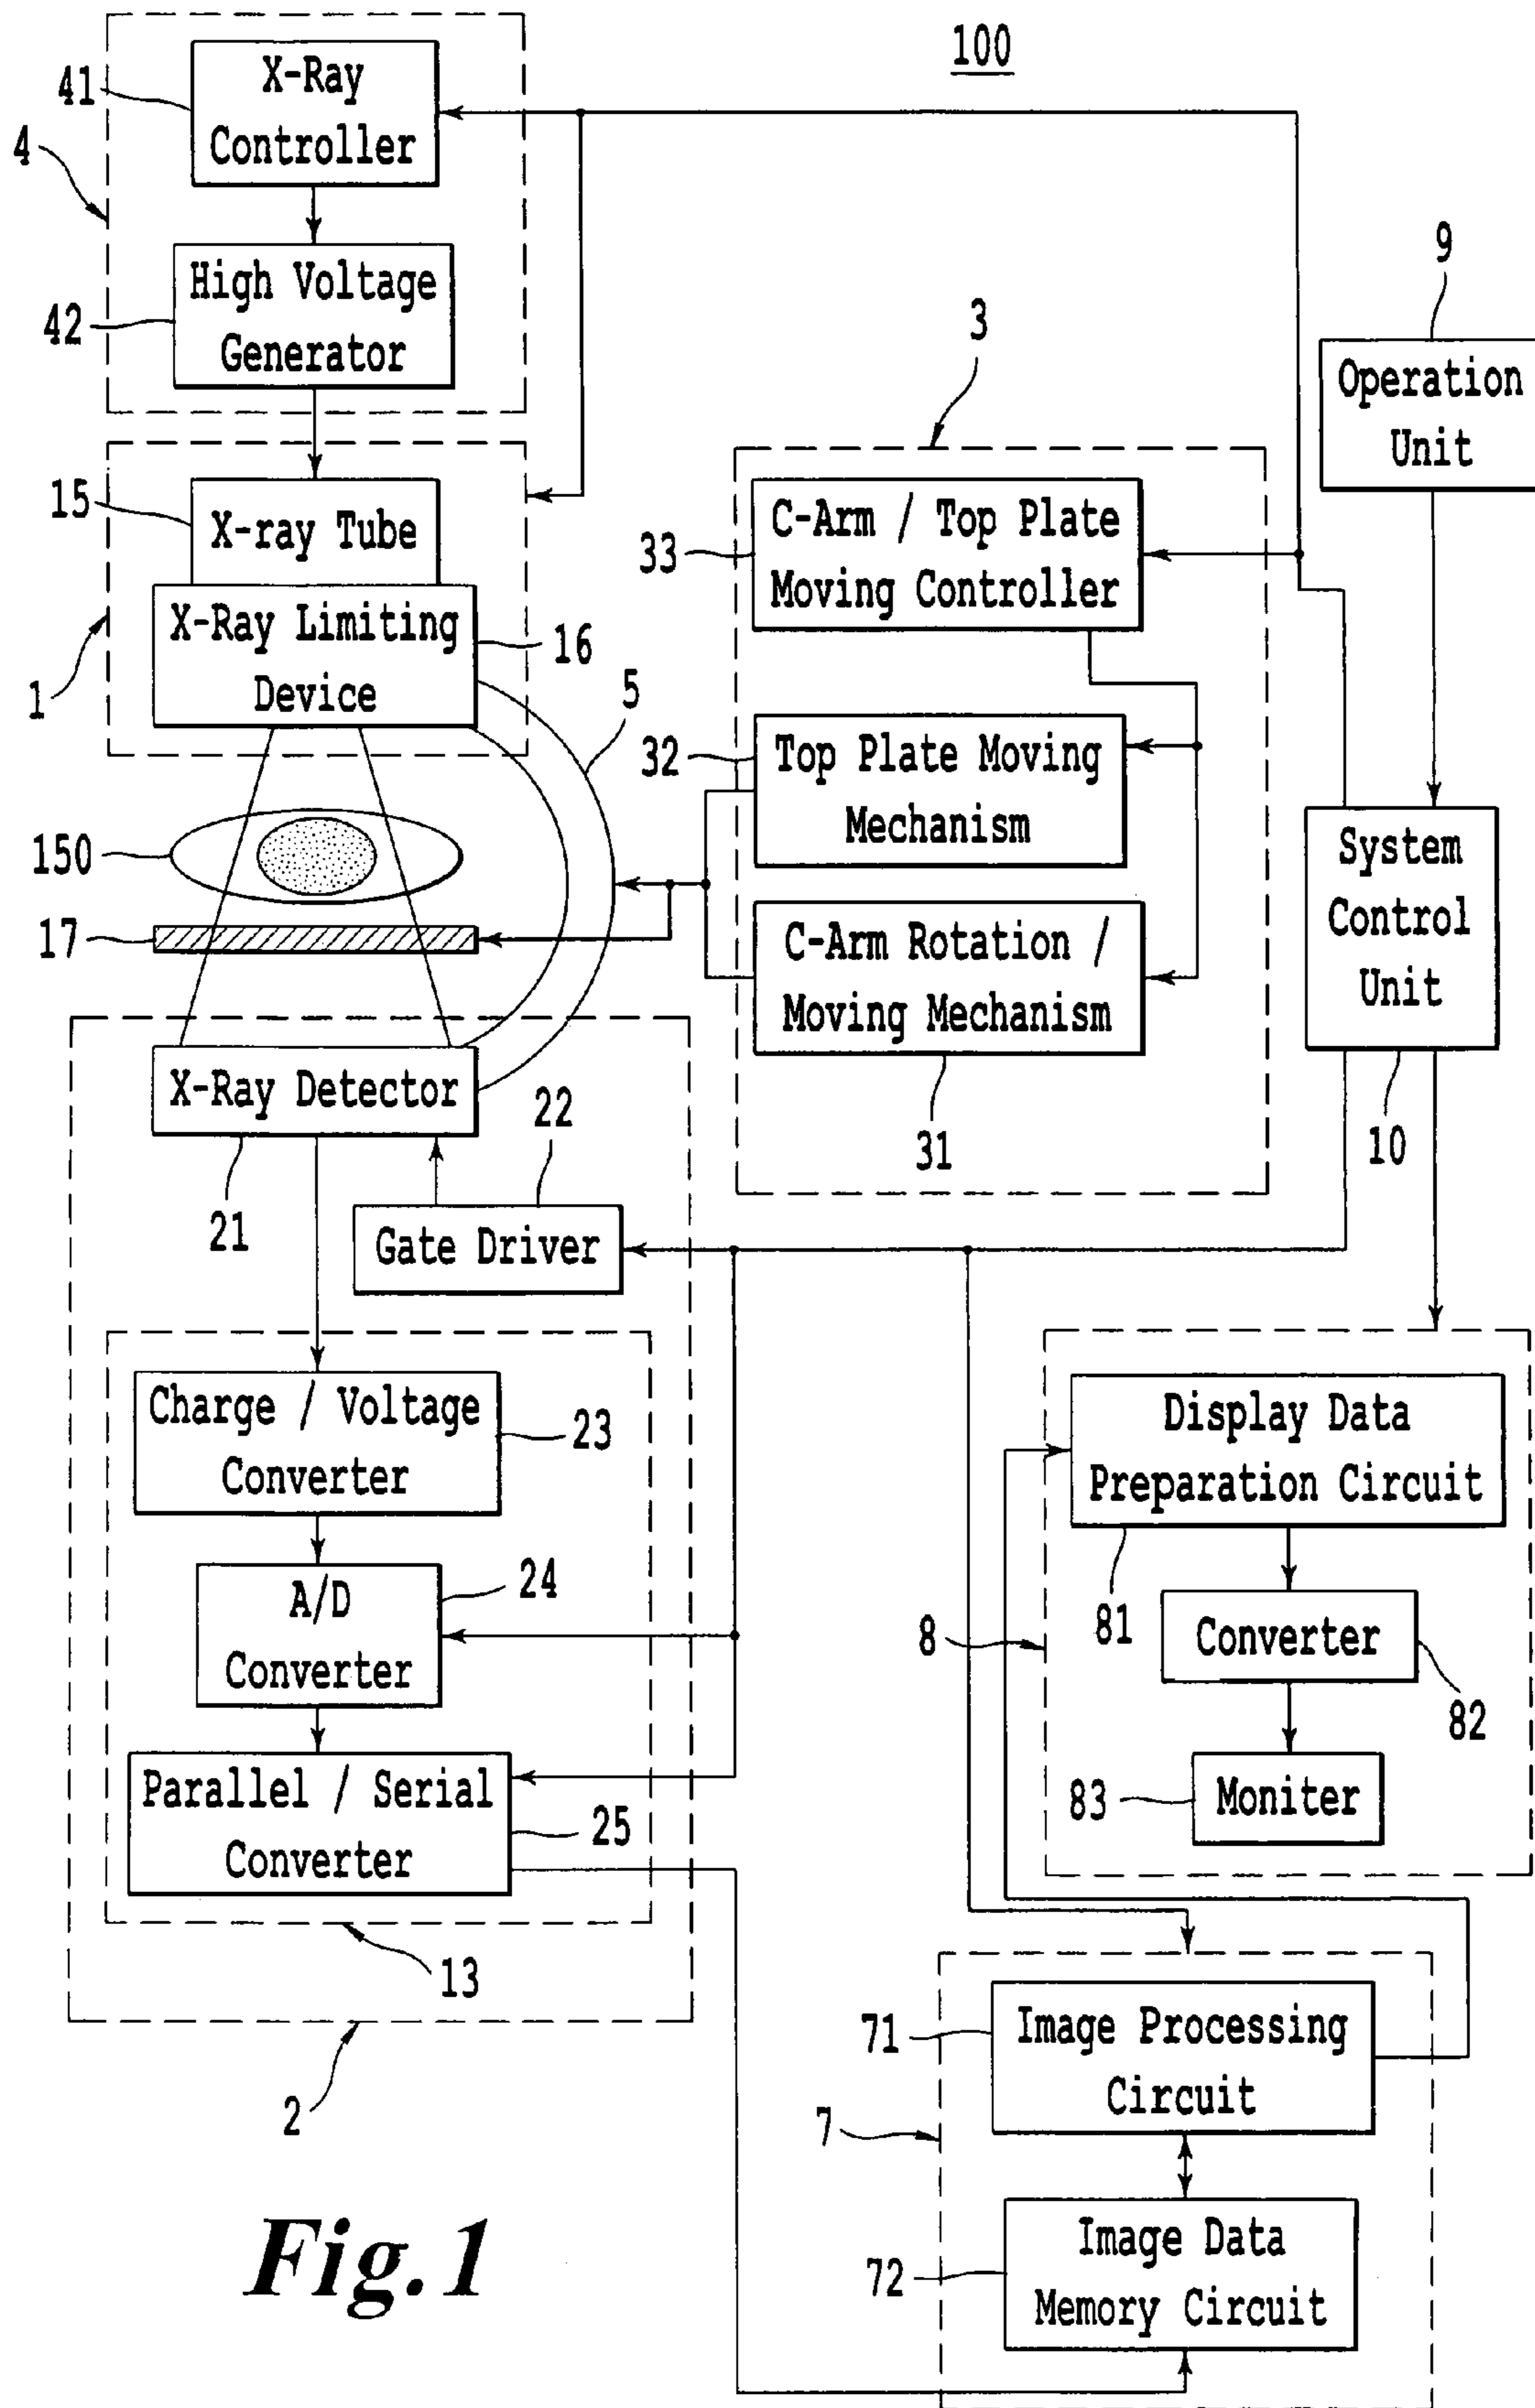 100
41
X-Ray
Controller
4
42
High Voltage
Generator
9
Operation
Unit
3
15
X-ray Tube
33
C-Arm / Top Plate
Moving Controller
X-Ray Limiting
Device
16
1
5
32
Top Plate Moving
Mechanism
150
17
System
Control
Unit
10
C-Arm Rotation /
Moving Mechanism
31
X-Ray Detector
21
22
Gate Driver
Charge / Voltage
Converter
23
A/D
Converter
24
Parallel / Serial
Converter
25
13
2
8
Display Data
Preparation Circuit
81
Converter
82
83
Moniter
71
Image Processing
Circuit
7
72
Image Data
Memory Circuit
Fig.1